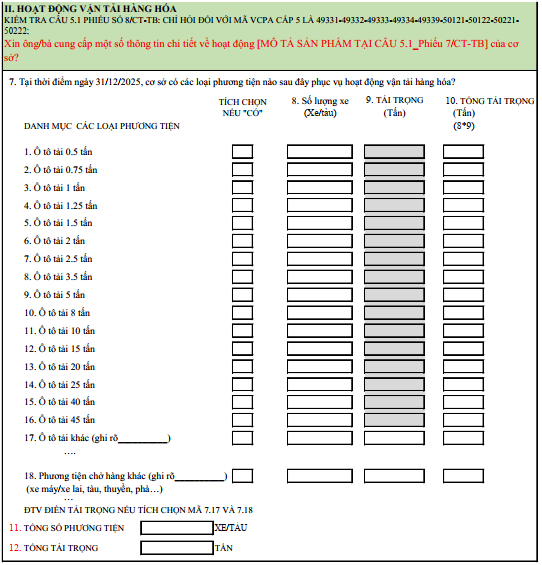 II. HOẠT ĐỘNG VẬN TẢI HÀNG HÓA
KIỂM TRA CÂU 5.1 PHIẾU SỐ 8/CT-TB: CHỈ HỎI ĐỐI VỚI MÃ VCPA CẤP 5 LÀ 49331-49332-49333-49334-49339-50121-50122-50221-
50222;
Xin ông/bà cung cấp một số thông tin chi tiết về hoạt động [MÔ TẢ SẢN PHẨM TẠI CÂU 5.1_Phiếu 7/CT-TB] của cơ
sở?
7. Tại thời điểm ngày 31/12/2025, cơ sở có các loại phương tiện nào sau đây phục vụ hoạt động vận tải hàng hóa?
TÍCH CHỌN 8. Số lượng xe 9. TẢI TRỌNG 10. TỔNG TẢI TRỌNG
NẾU "CÓ" (Xe/tàu) (Tấn) (Tấn)
DANH MỤC CÁC LOẠI PHƯƠNG TIỆN (8*9)
1. Ô tô tải 0.5 tấn
2. Ô tô tải 0.75 tấn
3. Ô tô tải 1 tấn
4. Ô tô tải 1.25 tấn
5. Ô tô tải 1.5 tấn
6. Ô tô tải 2 tấn
7. Ô tô tải 2.5 tấn
8. Ô tô tải 3.5 tấn
9. Ô tô tải 5 tấn
10. Ô tô tải 8 tấn
11. Ô tô tải 10 tấn
12. Ô tô tải 15 tấn
13. Ô tô tải 20 tấn
14. Ô tô tải 25 tấn
15. Ô tô tải 40 tấn
16. Ô tô tải 45 tấn
17. Ô tô tải khác (ghi rõ__________)
....
18. Phương tiện chở hàng khác (ghi rõ__________)
(xe máy/xe lai, tàu, thuyền, phà…)
…
ĐTV ĐIỀN TẢI TRỌNG NẾU TÍCH CHỌN MÃ 7.17 VÀ 7.18
11. TỔNG SỐ PHƯƠNG TIỆN XE/TAU
12. TỔNG TẢI TRỌNG TẤN